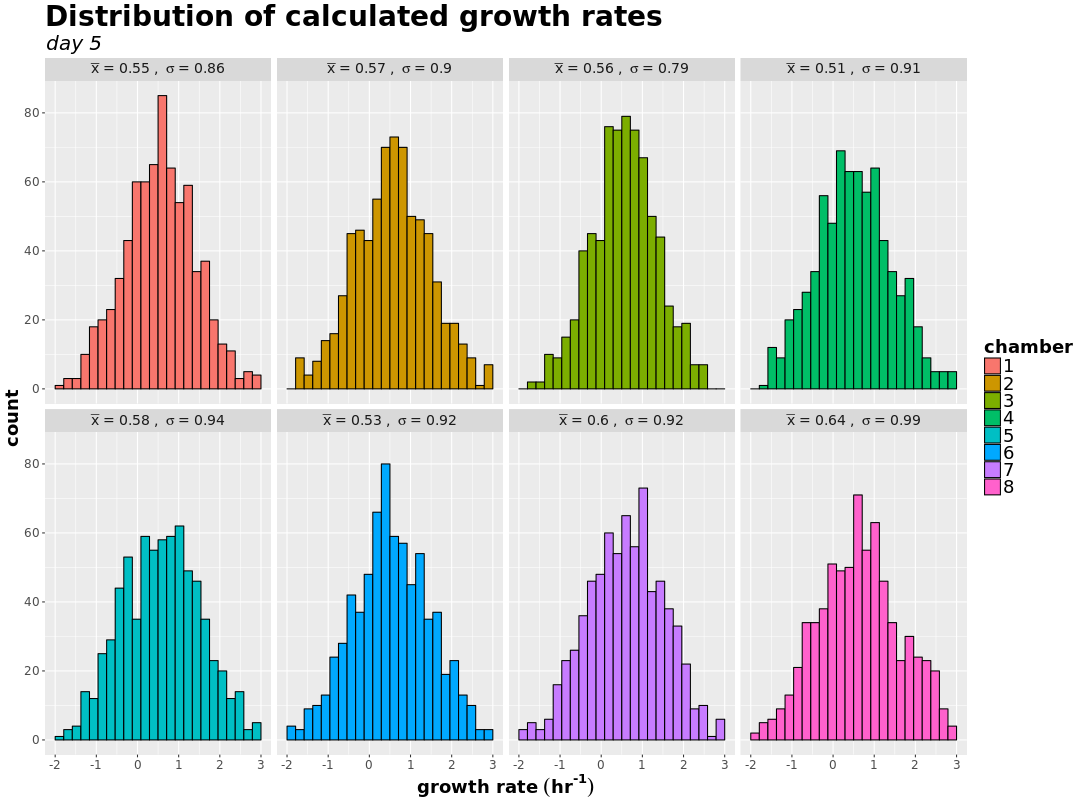 Distribution of calculated growth rates
day 5
x̅ = 0.55 , σ = 0.86
x̅ = 0.57 , σ = 0.9
x̅ = 0.56 , σ = 0.79
x̅ = 0.51 , σ = 0.91
80
60
40
20
0
x̅ = 0.58 , σ = 0.94
x̅ = 0.53 , σ = 0.92
x̅ = 0.6 , σ = 0.92
x̅ = 0.64 , σ = 0.99
80
60
40
20
0
-2 -1 0 1 2 3
-2 -1 0 1 2 3
-2 -1 0 1 2 3
-2 -1 0 1 2 3
count
growth rate (hr⁻¹)
chamber
1
2
3
4
5
6
7
8